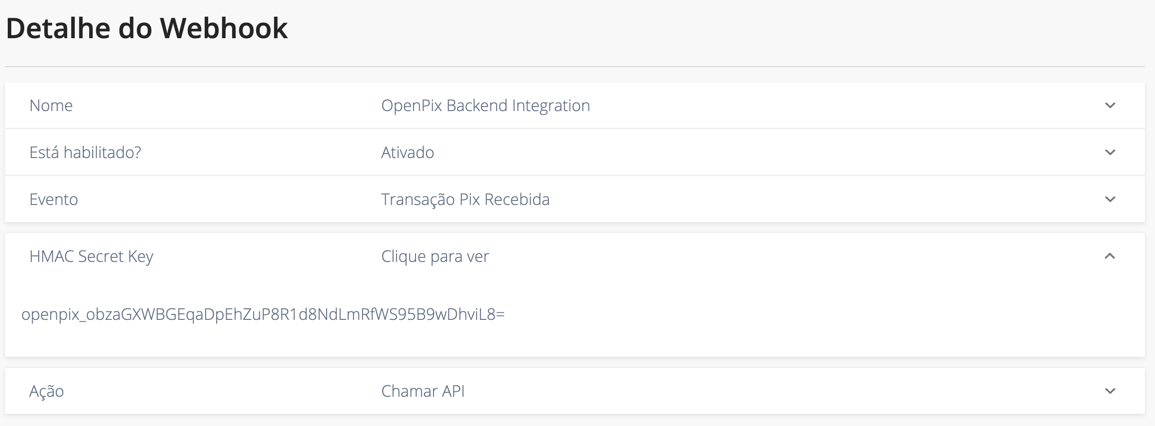 Detalhe do Webhook
Nome OpenPix Backend Integration
Está habilitado? Ativado
Evento Transação Pix Recebida
HMAC Secret Key Clique para ver
openpix_obzaGXWBGEqaDpEhZuP8R1d8NdLmRfWS95B9wDhviL8=
Ação Chamar API